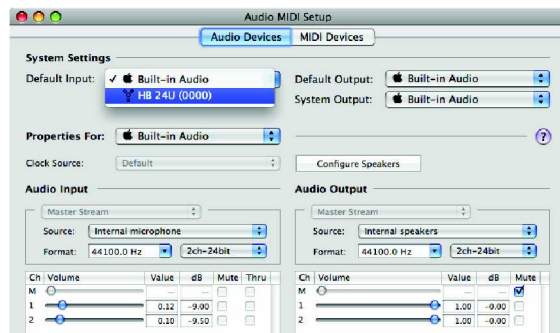 Audio MIDI Setup
Audio Devices MIDI Devices
System Settings
Default Input: ✓ Built-in Audio
HB 24U (0000)
Default Output: Built-in Audio
System Output: Built-in Audio
Properties For: Built-in Audio
?
Clock Source: Default
Configure Speakers
Audio Input
Master Stream
Source: Internal microphone
Format: 44100.0 Hz 2ch-24bit
Ch Volume Value dB Mute Thru
M — —
1 0.12 -9.00
2 0.10 -9.50
Audio Output
Master Stream
Source: Internal speakers
Format: 44100.0 Hz 2ch-24bit
Ch Volume Value dB Mute
M — —
1 1.00 -0.00
2 1.00 -0.00